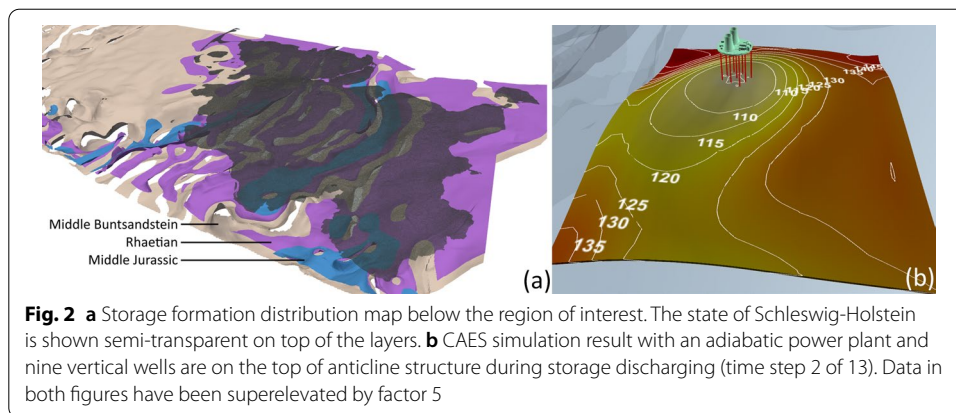 Middle Buntsandstein
Rhaetian
Middle Jurassic
(a)
130
110
115
120
125
130
135
(b)
Fig. 2 a Storage formation distribution map below the region of interest. The state of Schleswig-Holstein
is shown semi-transparent on top of the layers. b CAES simulation result with an adiabatic power plant and
nine vertical wells are on the top of anticline structure during storage discharging (time step 2 of 13). Data in
both figures have been superelevated by factor 5